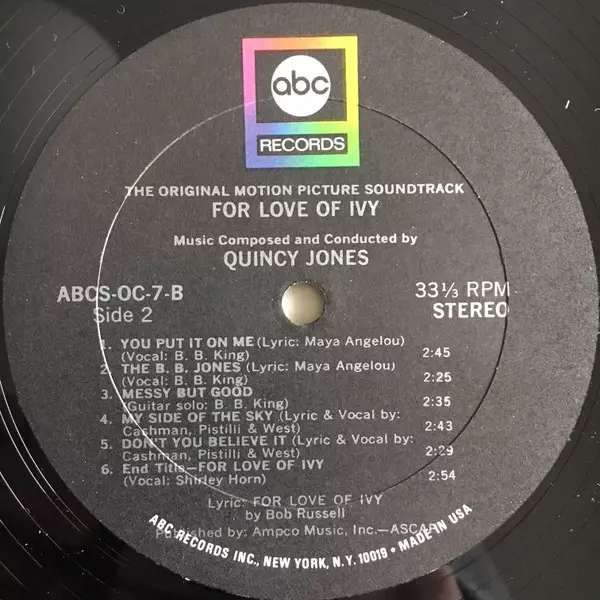 abc
RECORDS
THE ORIGINAL MOTION PICTURE SOUNDTRACK
FOR LOVE OF IVY
Music Composed and Conducted by
QUINCY JONES
ABCS-OC-7-B
Side 2
33⅓ RPM
STEREO
1. YOU PUT IT ON ME (Lyric: Maya Angelou)
(Vocal: B. B. King) 2:45
2. THE B. B. JONES (Lyric: Maya Angelou)
(Vocal: B. B. King) 2:25
3. MESSY BUT GOOD
(Guitar solo: B. B. King) 2:35
4. MY SIDE OF THE SKY (Lyric & Vocal by:
Cashman, Pistilli & West) 2:43
5. DON'T YOU BELIEVE IT (Lyric & Vocal by:
Cashman, Pistilli & West) 2:29
6. End Title—FOR LOVE OF IVY
(Vocal: Shirley Horn) 2:54
Lyric: FOR LOVE OF IVY
by Bob Russell
Published by: Ampco Music, Inc.—ASCAP
ABC RECORDS INC., NEW YORK, N.Y. 10019 • MADE IN USA